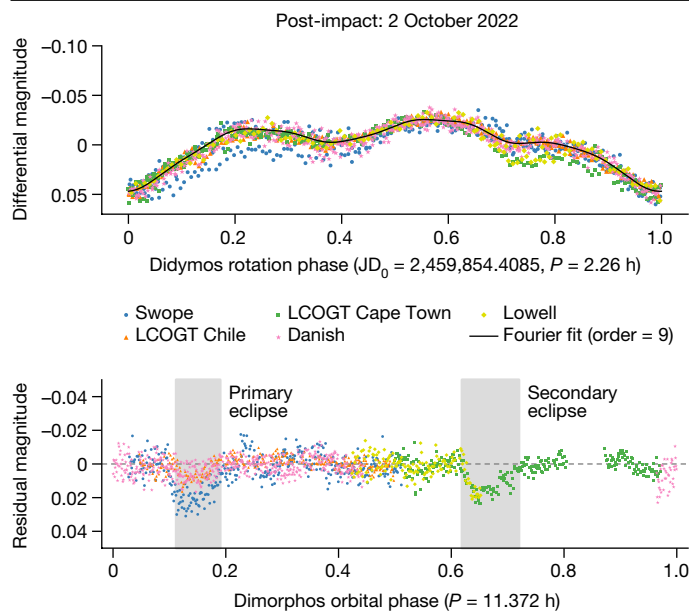 Post-impact: 2 October 2022
Differential magnitude
–0.10
–0.05
0
0.05
0 0.2 0.4 0.6 0.8 1.0
Didymos rotation phase (JD0 = 2,459,854.4085, P = 2.26 h)
Swope LCOGT Cape Town Lowell
LCOGT Chile Danish Fourier fit (order = 9)
Residual magnitude
–0.04
–0.02
0
0.02
0.04
Primary eclipse
Secondary eclipse
0 0.2 0.4 0.6 0.8 1.0
Dimorphos orbital phase (P = 11.372 h)